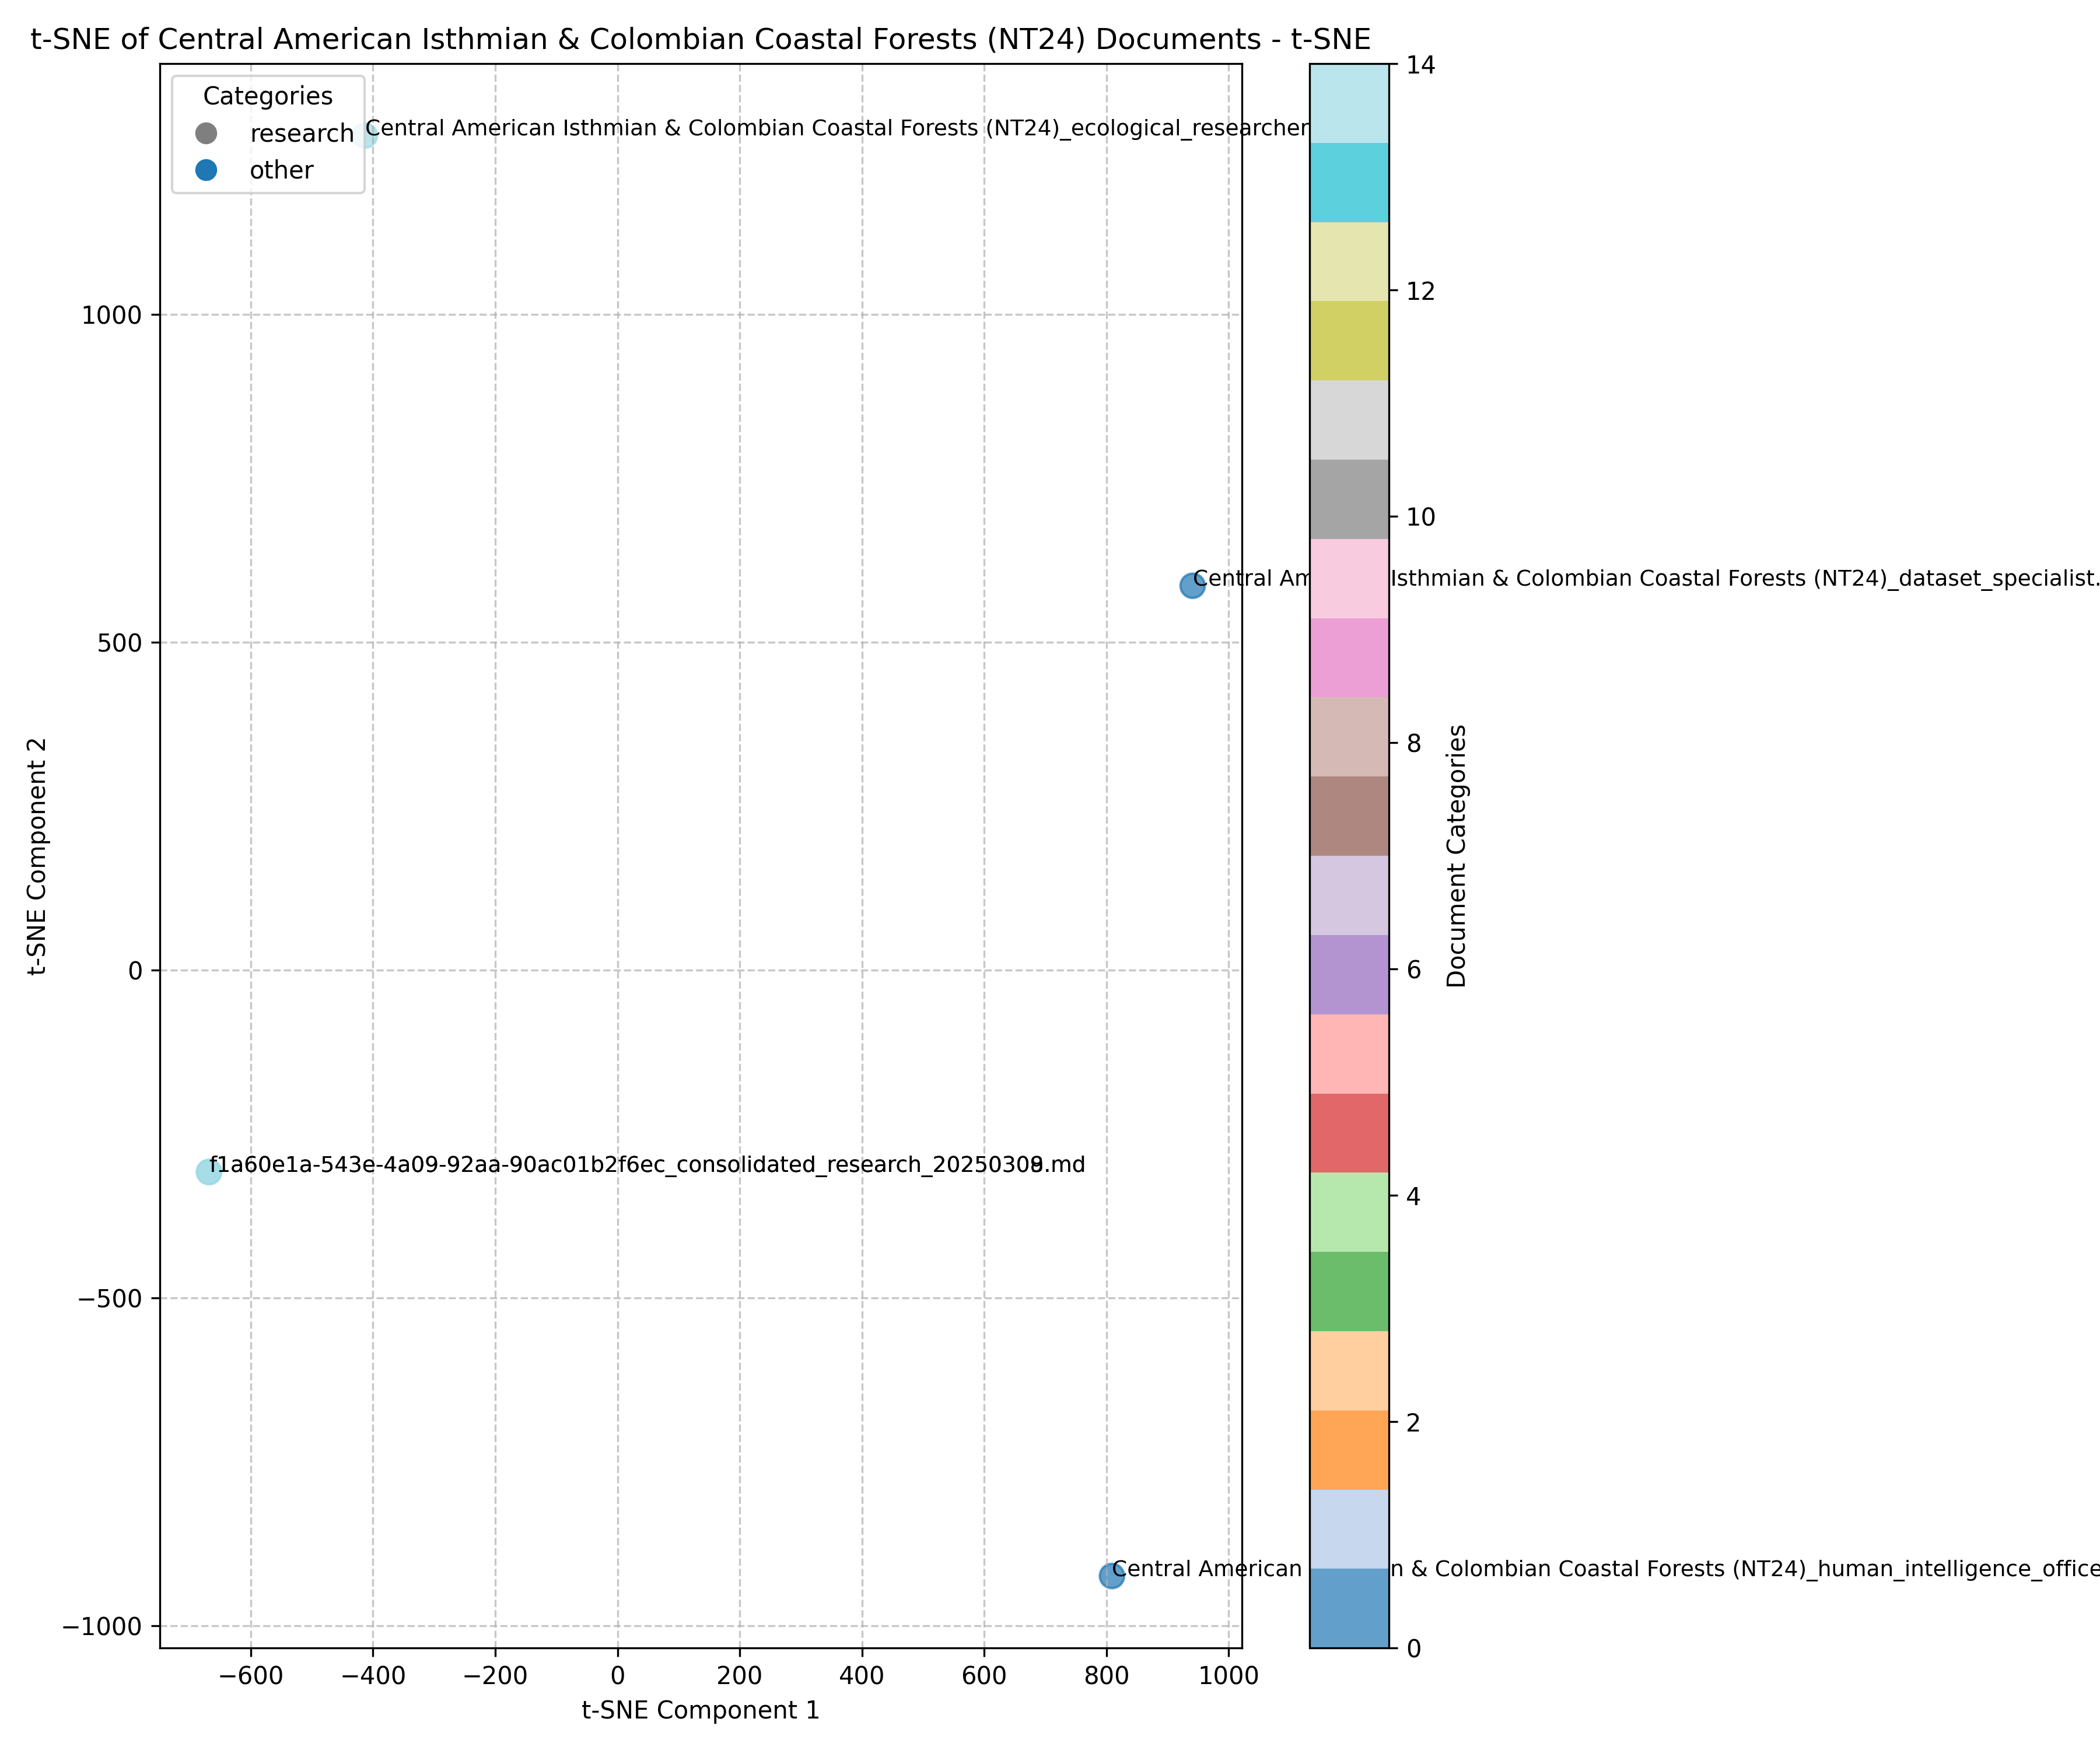 t-SNE of Central American Isthmian & Colombian Coastal Forests (NT24) Documents - t-SNE
Categories
research
other
Central American Isthmian & Colombian Coastal Forests (NT24)_ecological_researcher
Central Am Isthmian & Colombian Coastal Forests (NT24)_dataset_specialist.
f1a60e1a-543e-4a09-92aa-90ac01b2f6ec_consolidated_research_2025030 .md
Central American n & Colombian Coastal Forests (NT24)_human_intelligence_office
1000
500
0
−500
−1000
t-SNE Component 2
−600
−400
−200
0
200
400
600
800
1000
t-SNE Component 1
14
12
10
8
6
4
2
0
Document Categories